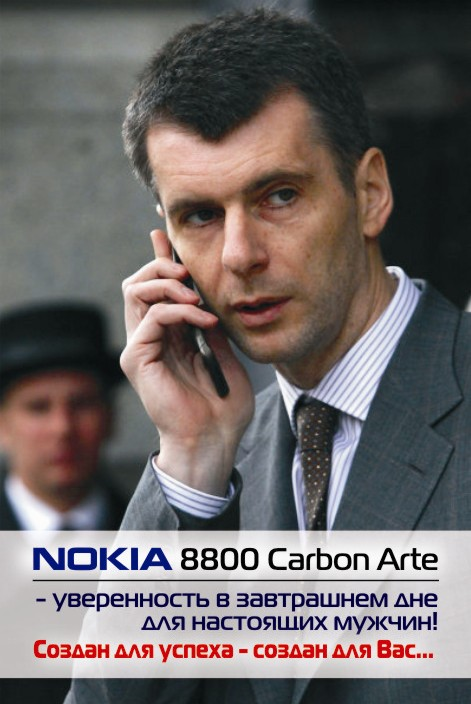 NOKIA 8800 Carbon Arte
- уверенность в завтрашнем дне
для настоящих мужчин!
Создан для успеха - создан для Вас...